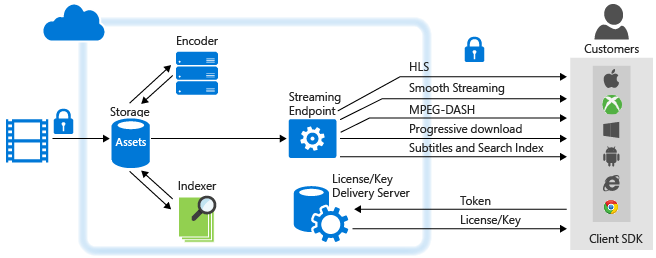 Encoder
Storage
Assets
Indexer
Streaming
Endpoint
License/Key
Delivery Server
HLS
Smooth Streaming
MPEG-DASH
Progressive download
Subtitles and Search Index
Token
License/Key
Customers
Client SDK